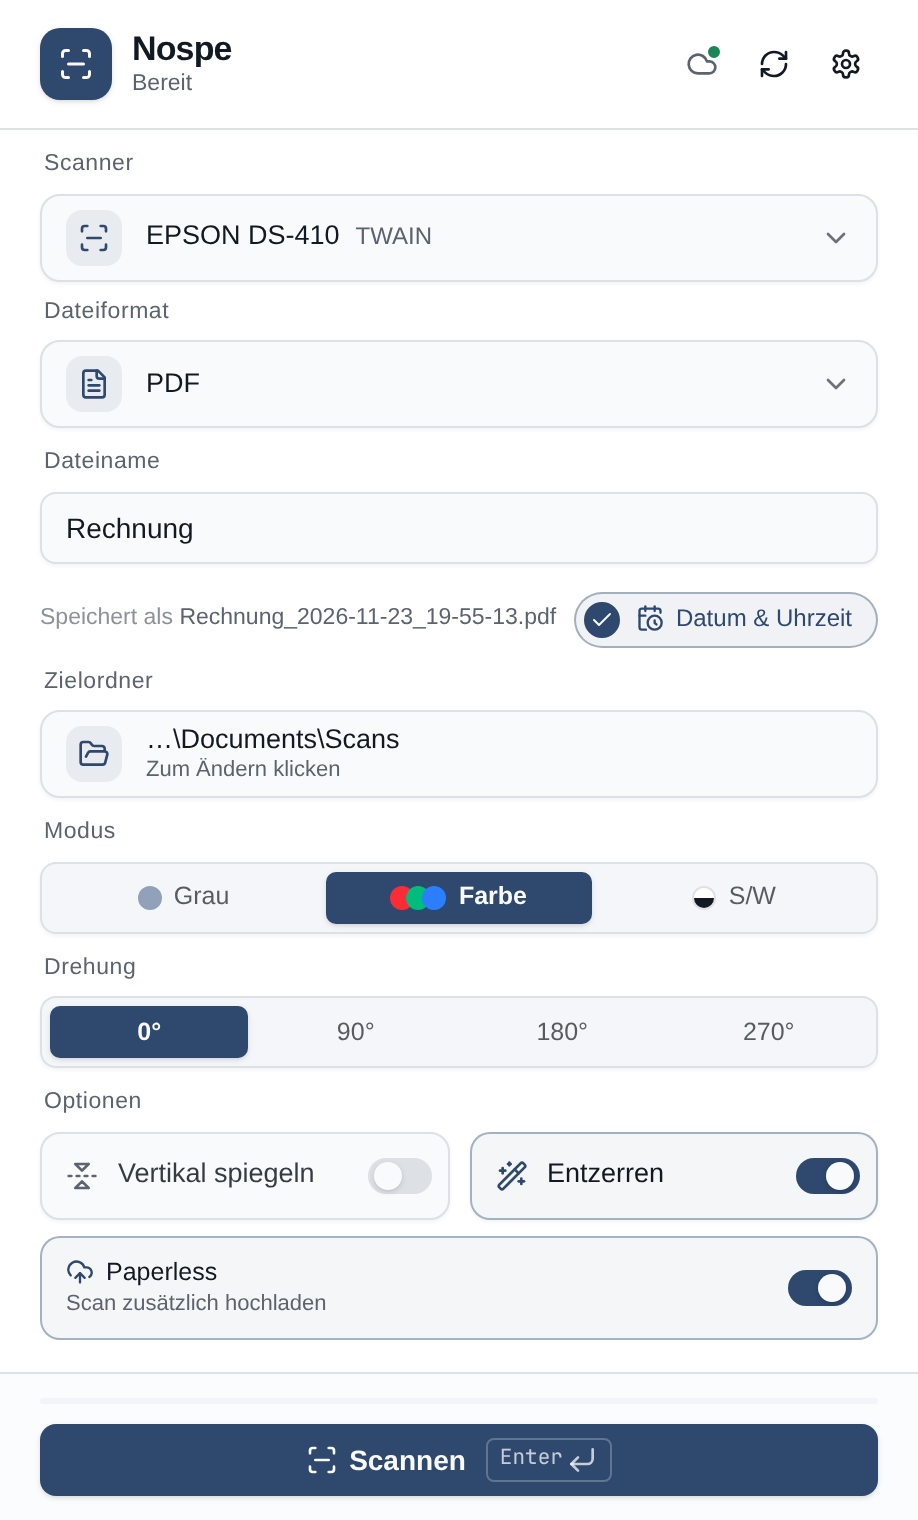 Nospe
Bereit
Scanner
EPSON DS-410 TWAIN
Dateiformat
PDF
Dateiname
Rechnung
Speichert als Rechnung_2026-11-23_19-55-13.pdf
Datum & Uhrzeit
Zielordner
…\Documents\Scans
Zum Ändern klicken
Modus
Grau
Farbe
S/W
Drehung
0°
90°
180°
270°
Optionen
Vertikal spiegeln
Entzerren
Paperless
Scan zusätzlich hochladen
Scannen
Enter